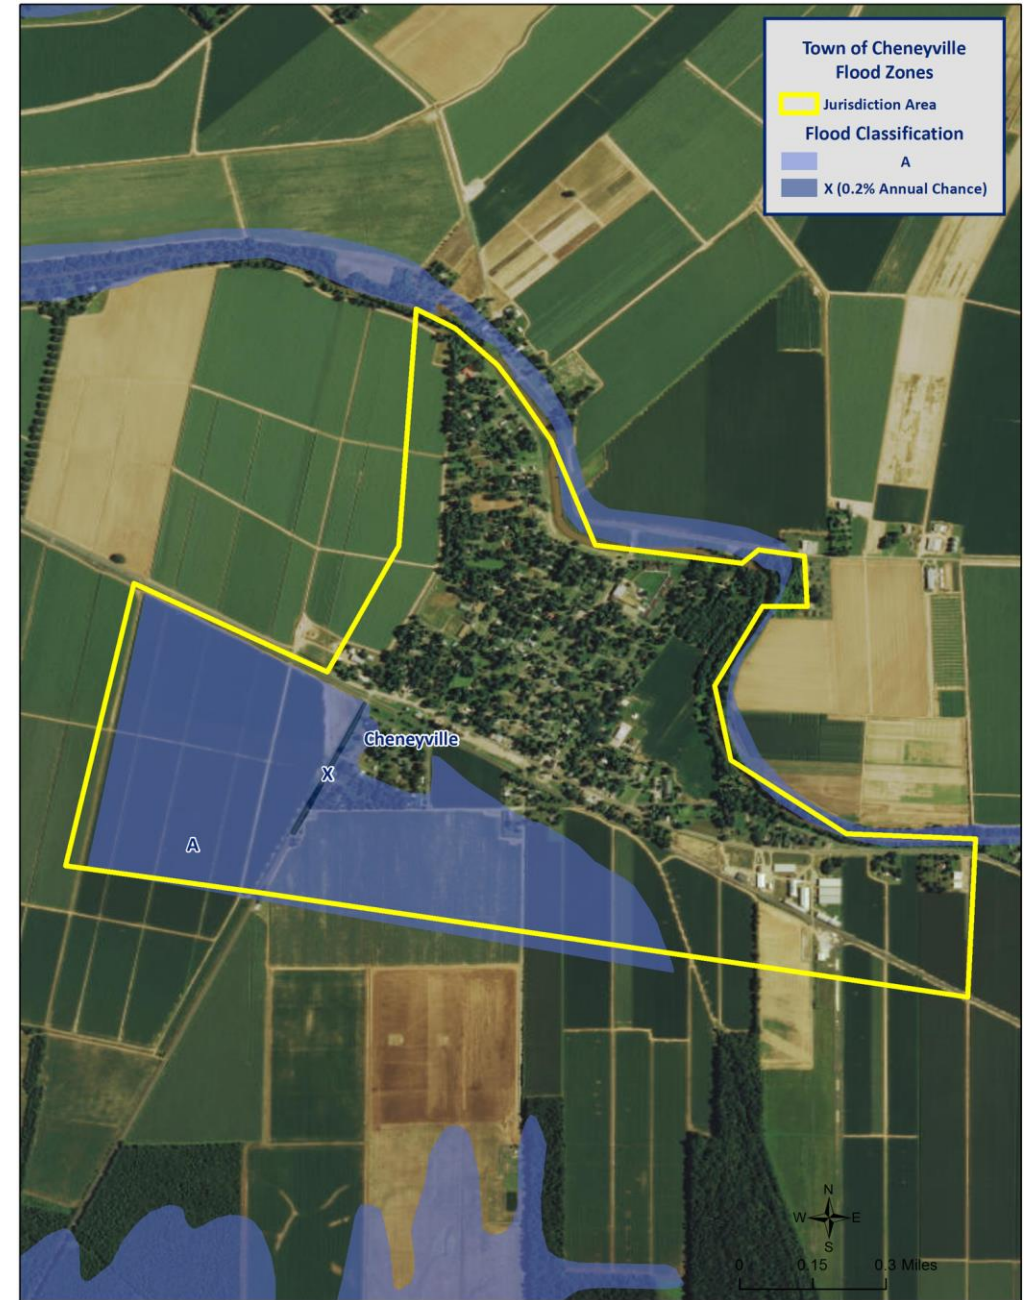 Town of Cheneyville
Flood Zones
Jurisdiction Area
Flood Classification
A
X (0.2% Annual Chance)
Cheneyville
X
A
N
W E
S
0 0.15 0.3 Miles